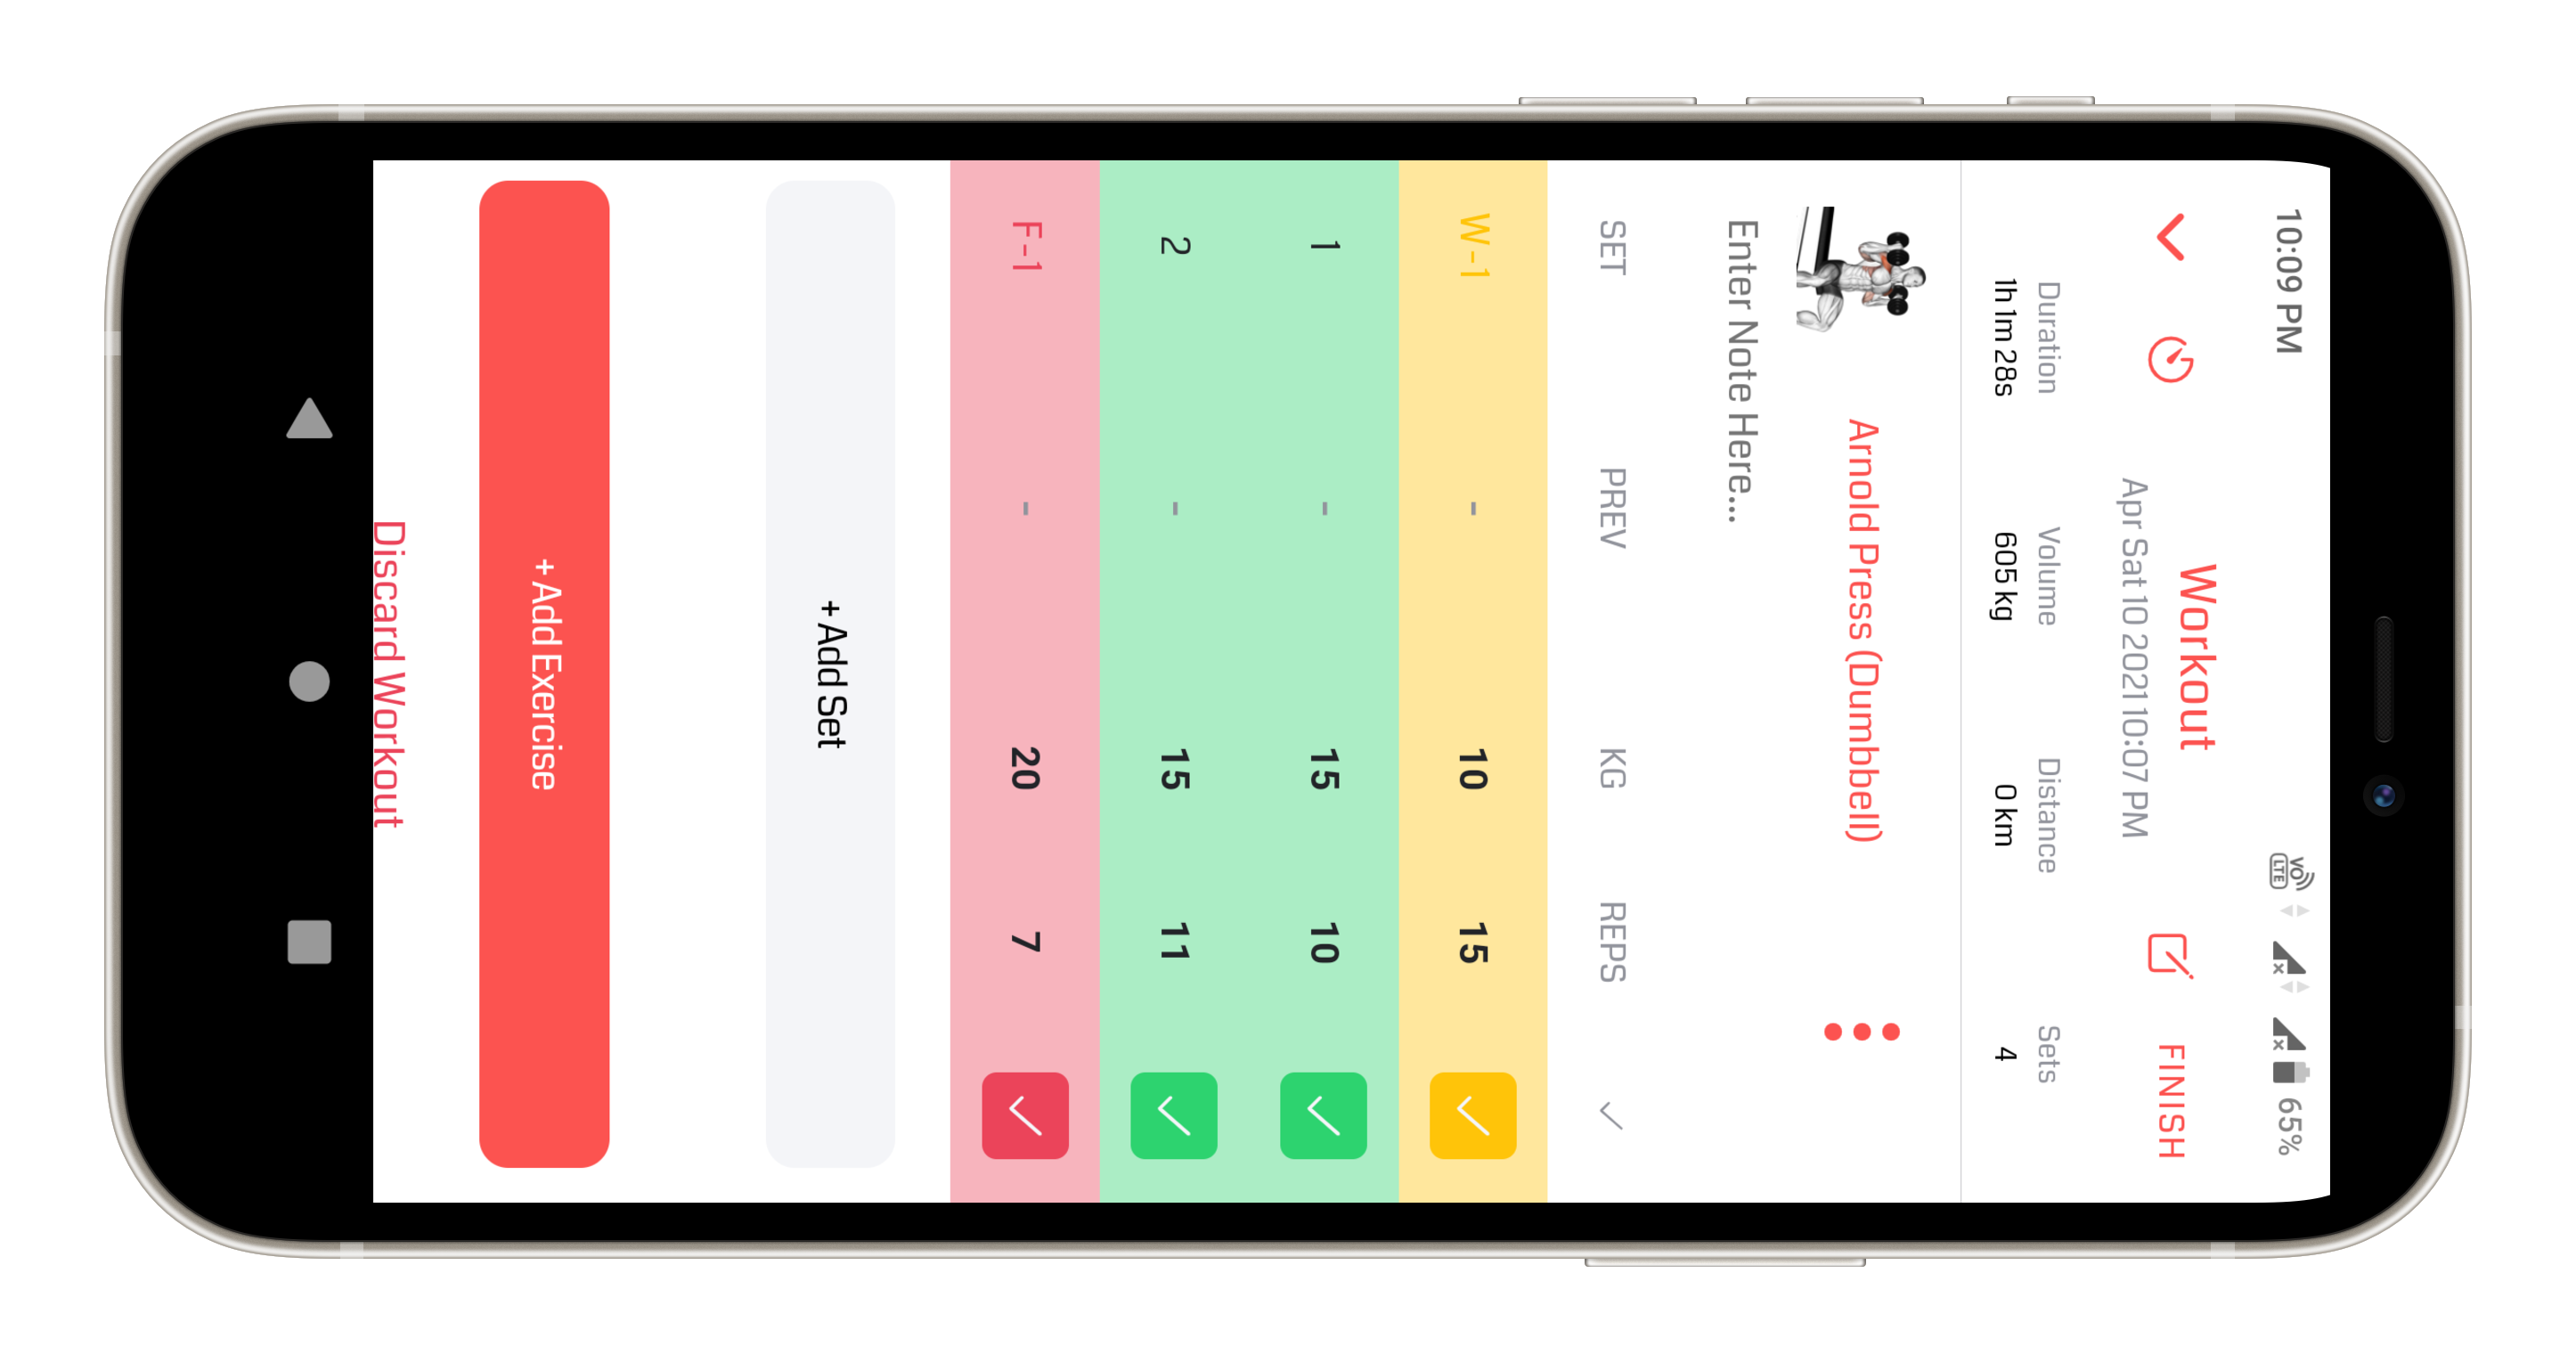 10:09 PM VO LTE 65%
Workout FINISH
Apr Sat 10 2021 10:07 PM
Duration Volume Distance Sets
1h 1m 28s 605 kg 0 km 4
Arnold Press (Dumbbell)
Enter Note Here...
SET PREV KG REPS
W-1 - 10 15
1 - 15 10
2 - 15 11
F-1 - 20 7
+ Add Set
+ Add Exercise
Discard Workout